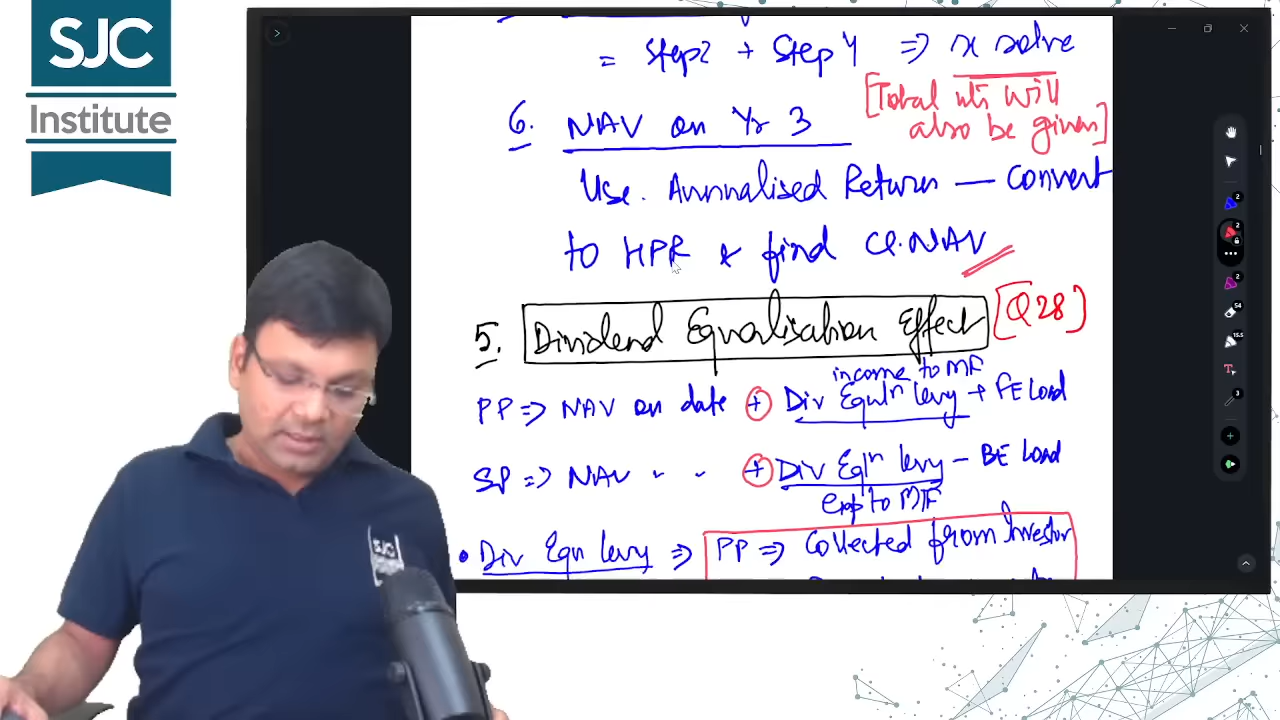 SJC
Institute
= Step2 + Step 4 ⇒ x solve
[Total uts will
also be given]
6. NAV on Yr 3
Use. Annualised Return — Convert
to HPR & find Cl. NAV
5. Dividend Equalisation Effect [Q28]
income to MF
PP ⇒ NAV on date + Div Equln levy + FE Load
SP ⇒ NAV " " + Div Eqln levy - BE Load
exp to MF
• Div Eqn levy ⇒ PP ⇒ Collected from Investor
SJC